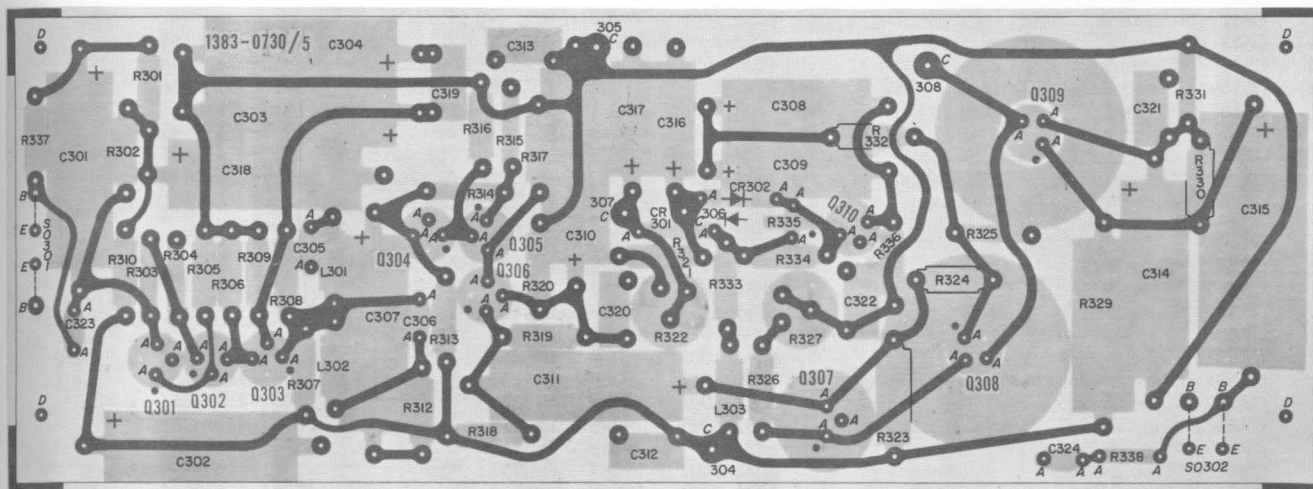 D
1383-0730/5
C304
C313
305
C
D
+
R301
+
C319
C317
C316
+
C308
308
C
Q309
C321
R331
R337
C301
R302
+
C303
+
R316
R315
R317
R
332
A
A
+
C318
R314
+
+
+
C309
CR302
+
R330
C315
B
E
SO301
E
B
A
C305
+
A
A
Q305
C310
307
C
A
CR
301
306
C
A
A
A
R335
Q310
A
A
R336
R325
R310
R303
R304
R305
R306
R309
L301
A
Q304
A
Q306
A
A
+
R321
R333
R334
A
A
C322
R324
C314
R329
C323
A
R308
C307
A
C306
A
R320
A
C320
R322
R327
A
A
A
A
A
A
A
L302
R313
R319
C311
+
R326
Q307
A
A
Q308
Q301
Q302
Q303
R307
L303
A
B
B
D
+
R312
R318
C
A
R323
D
C302
C312
304
C324
A
A
A
R338
A
E
E
SO302